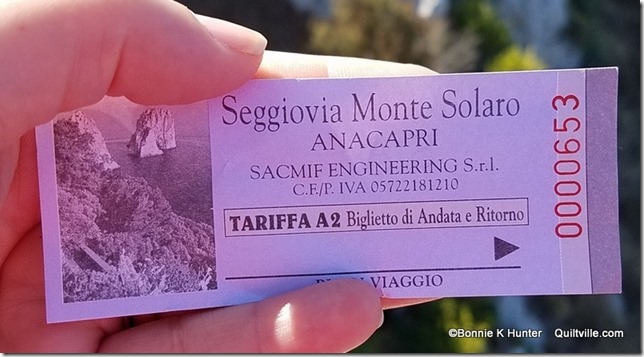 Seggiovia Monte Solaro
ANACAPRI
SACMIF ENGINEERING S.r.l.
C.F./P. IVA 05722181210
TARIFFA A2 Biglietto di Andata e Ritorno
VIAGGIO
0000653
©Bonnie K Hunter Quiltville.com